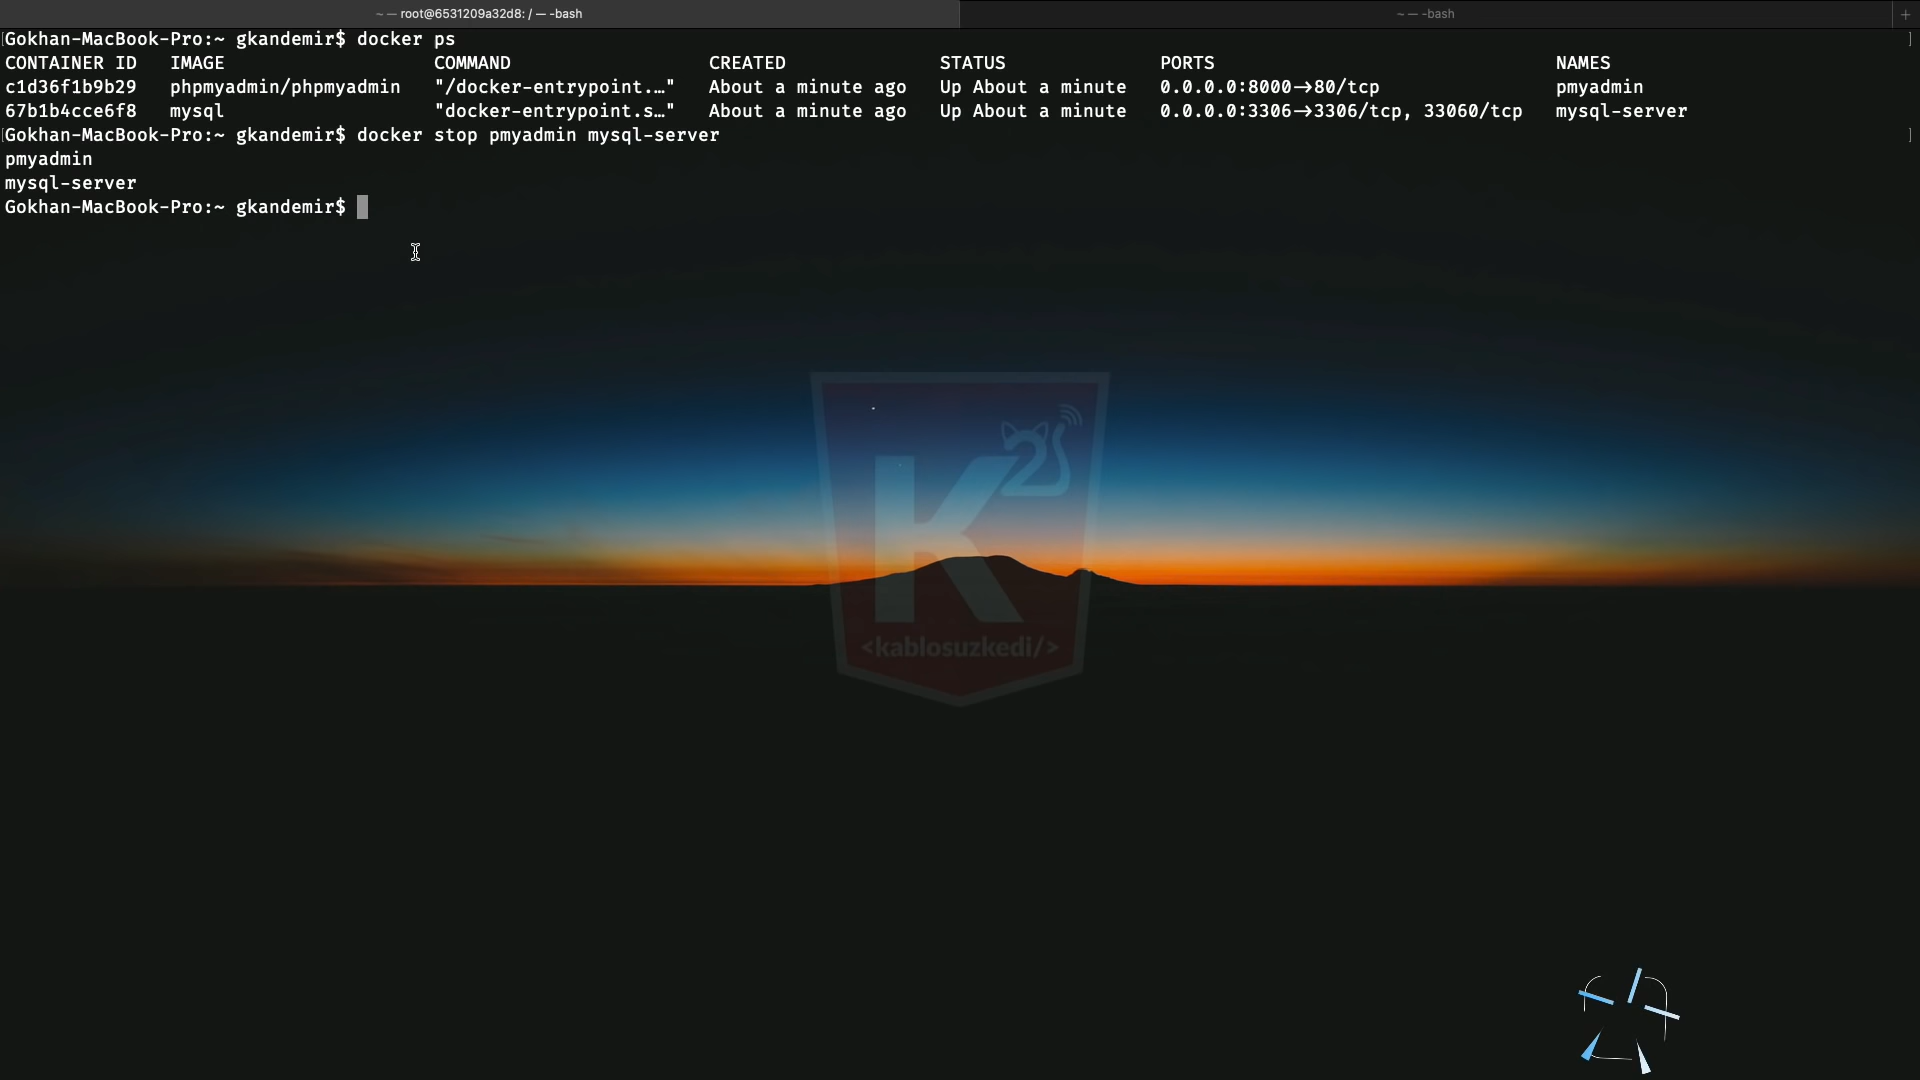 ~ — root@6531209a32d8: / — -bash
~ — -bash
Gokhan-MacBook-Pro:~ gkandemir$ docker ps
CONTAINER ID   IMAGE                   COMMAND                  CREATED              STATUS              PORTS                               NAMES
c1d36f1b9b29   phpmyadmin/phpmyadmin   "/docker-entrypoint.…"   About a minute ago   Up About a minute   0.0.0.0:8000->80/tcp                pmyadmin
67b1b4cce6f8   mysql                   "docker-entrypoint.s…"   About a minute ago   Up About a minute   0.0.0.0:3306->3306/tcp, 33060/tcp   mysql-server
Gokhan-MacBook-Pro:~ gkandemir$ docker stop pmyadmin mysql-server
pmyadmin
mysql-server
Gokhan-MacBook-Pro:~ gkandemir$
K2
<kablosuzkedi/>